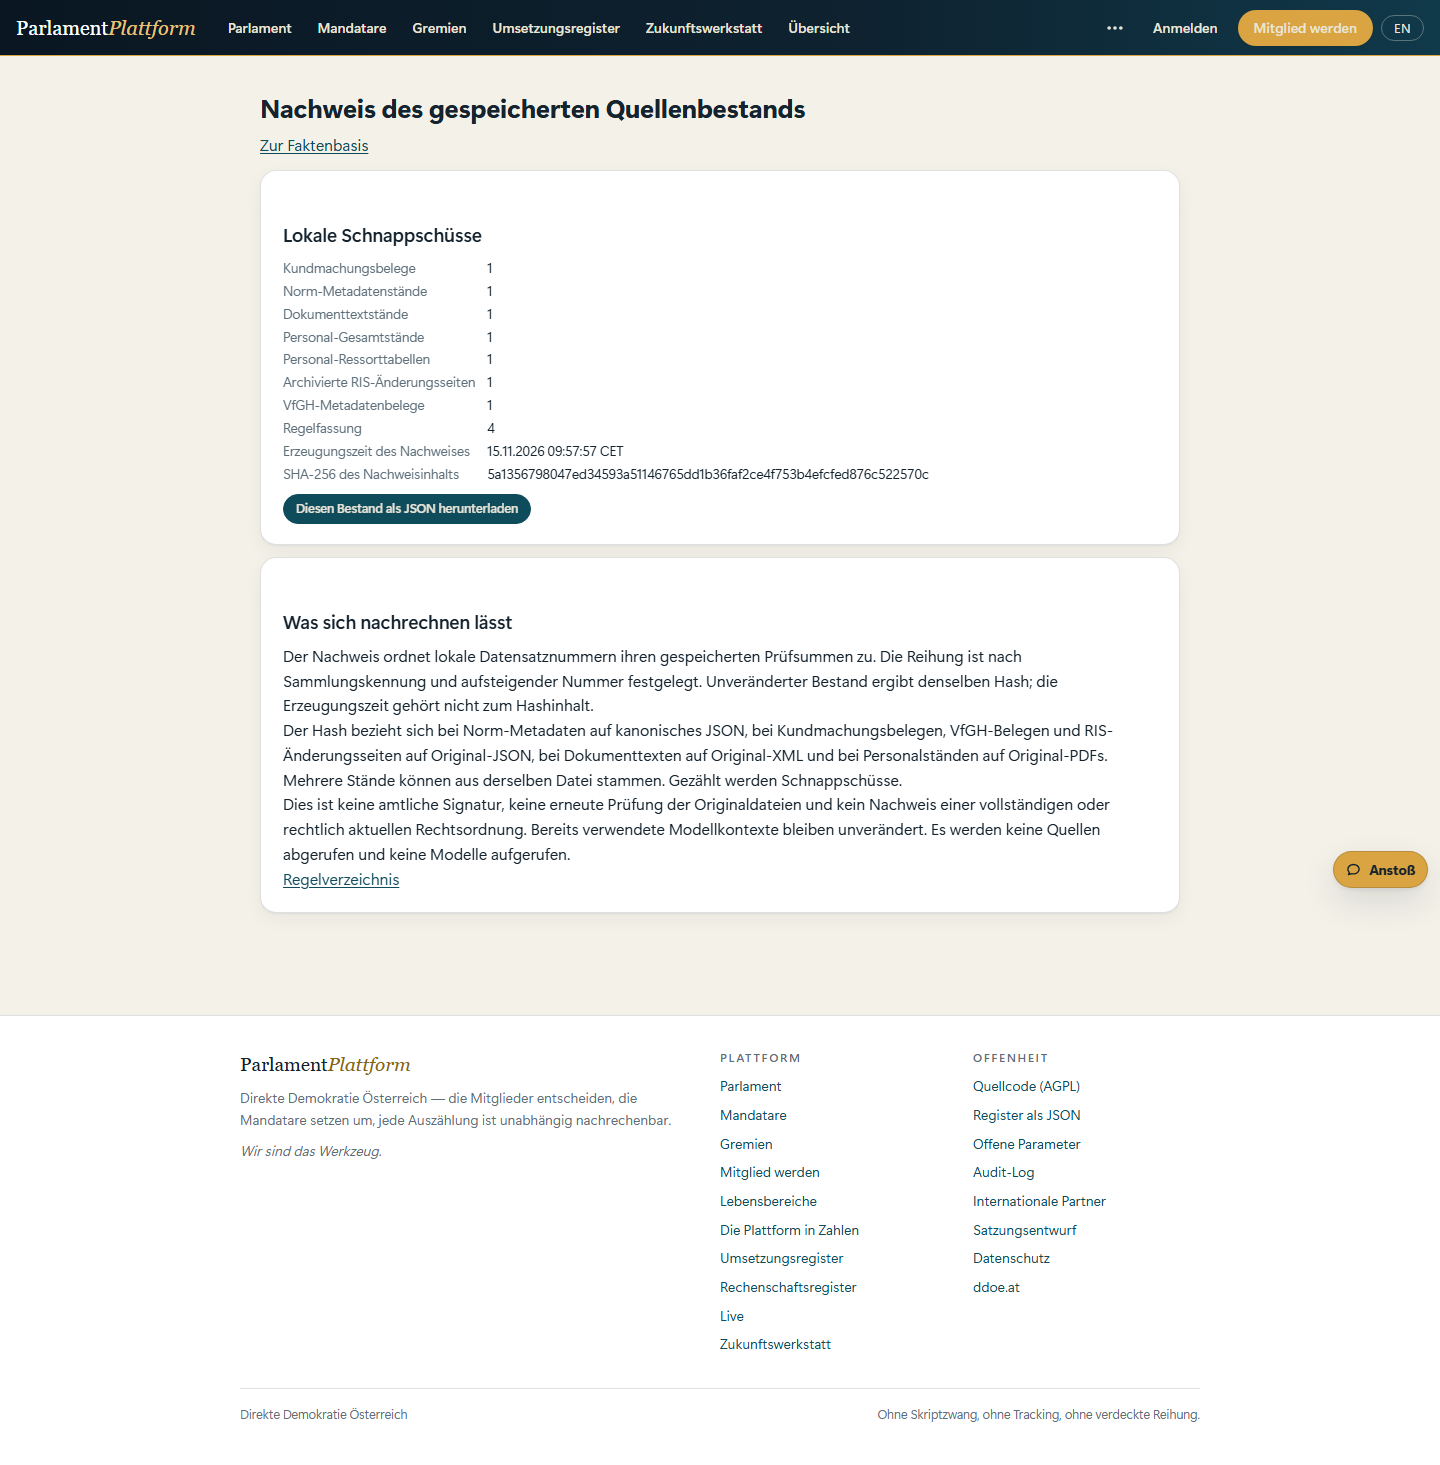 ParlamentPlattform
Parlament
Mandatare
Gremien
Umsetzungsregister
Zukunftswerkstatt
Übersicht
Anmelden
Mitglied werden
EN
Nachweis des gespeicherten Quellenbestands
Zur Faktenbasis
Lokale Schnappschüsse
Kundmachungsbelege 1
Norm-Metadatenstände 1
Dokumenttextstände 1
Personal-Gesamtstände 1
Personal-Ressorttabellen 1
Archivierte RIS-Änderungsseiten 1
VfGH-Metadatenbelege 1
Regelfassung 4
Erzeugungszeit des Nachweises 15.11.2026 09:57:57 CET
SHA-256 des Nachweisinhalts 5a1356798047ed34593a51146765dd1b36faf2ce4f753b4efcfed876c522570c
Diesen Bestand als JSON herunterladen
Was sich nachrechnen lässt
Der Nachweis ordnet lokale Datensatznummern ihren gespeicherten Prüfsummen zu. Die Reihung ist nach
Sammlungskennung und aufsteigender Nummer festgelegt. Unveränderter Bestand ergibt denselben Hash; die
Erzeugungszeit gehört nicht zum Hashinhalt.
Der Hash bezieht sich bei Norm-Metadaten auf kanonisches JSON, bei Kundmachungsbelegen, VfGH-Belegen und RIS-
Änderungsseiten auf Original-JSON, bei Dokumenttexten auf Original-XML und bei Personalständen auf Original-PDFs.
Mehrere Stände können aus derselben Datei stammen. Gezählt werden Schnappschüsse.
Dies ist keine amtliche Signatur, keine erneute Prüfung der Originaldateien und kein Nachweis einer vollständigen oder
rechtlich aktuellen Rechtsordnung. Bereits verwendete Modellkontexte bleiben unverändert. Es werden keine Quellen
abgerufen und keine Modelle aufgerufen.
Regelverzeichnis
Anstoß
ParlamentPlattform
Direkte Demokratie Österreich — die Mitglieder entscheiden, die
Mandatare setzen um, jede Auszählung ist unabhängig nachrechenbar.
Wir sind das Werkzeug.
PLATTFORM
Parlament
Mandatare
Gremien
Mitglied werden
Lebensbereiche
Die Plattform in Zahlen
Umsetzungsregister
Rechenschaftsregister
Live
Zukunftswerkstatt
OFFENHEIT
Quellcode (AGPL)
Register als JSON
Offene Parameter
Audit-Log
Internationale Partner
Satzungsentwurf
Datenschutz
ddoe.at
Direkte Demokratie Österreich
Ohne Skriptzwang, ohne Tracking, ohne verdeckte Reihung.